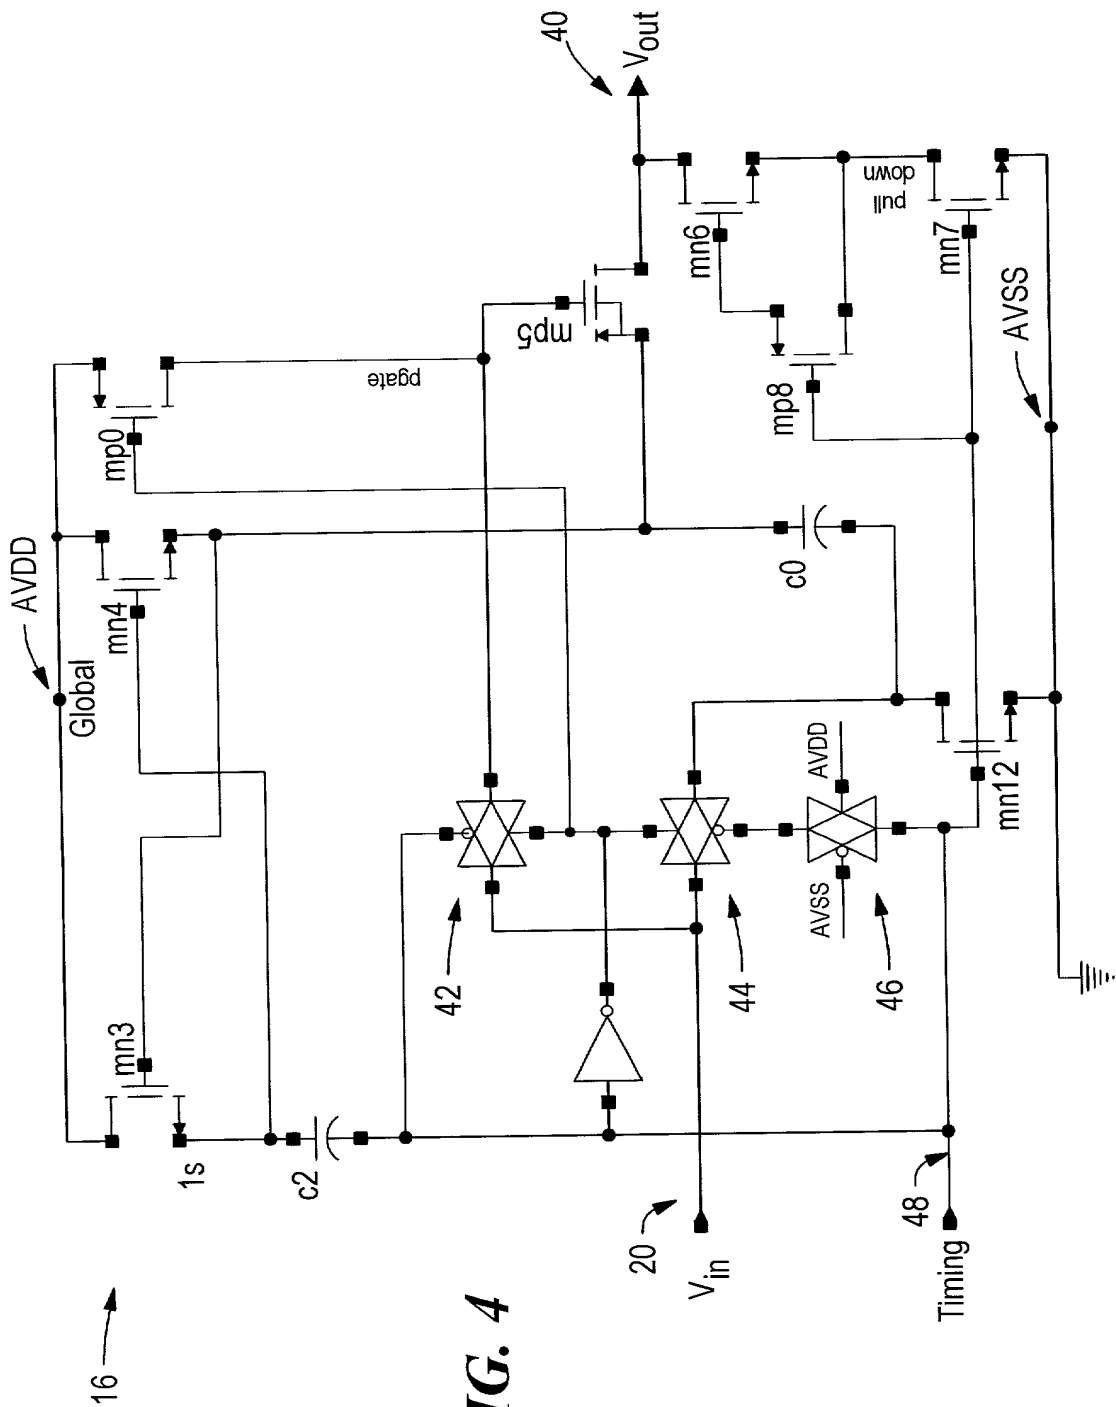 16
AVDD
Global
mn3
1s
c2
mn4
mp0
pgate
mp5
40
Vout
mn6
pull
down
mp8
mn7
AVSS
c0
42
44
46
AVDD
AVSS
mn12
20
Vin
48
Timing
IG. 4